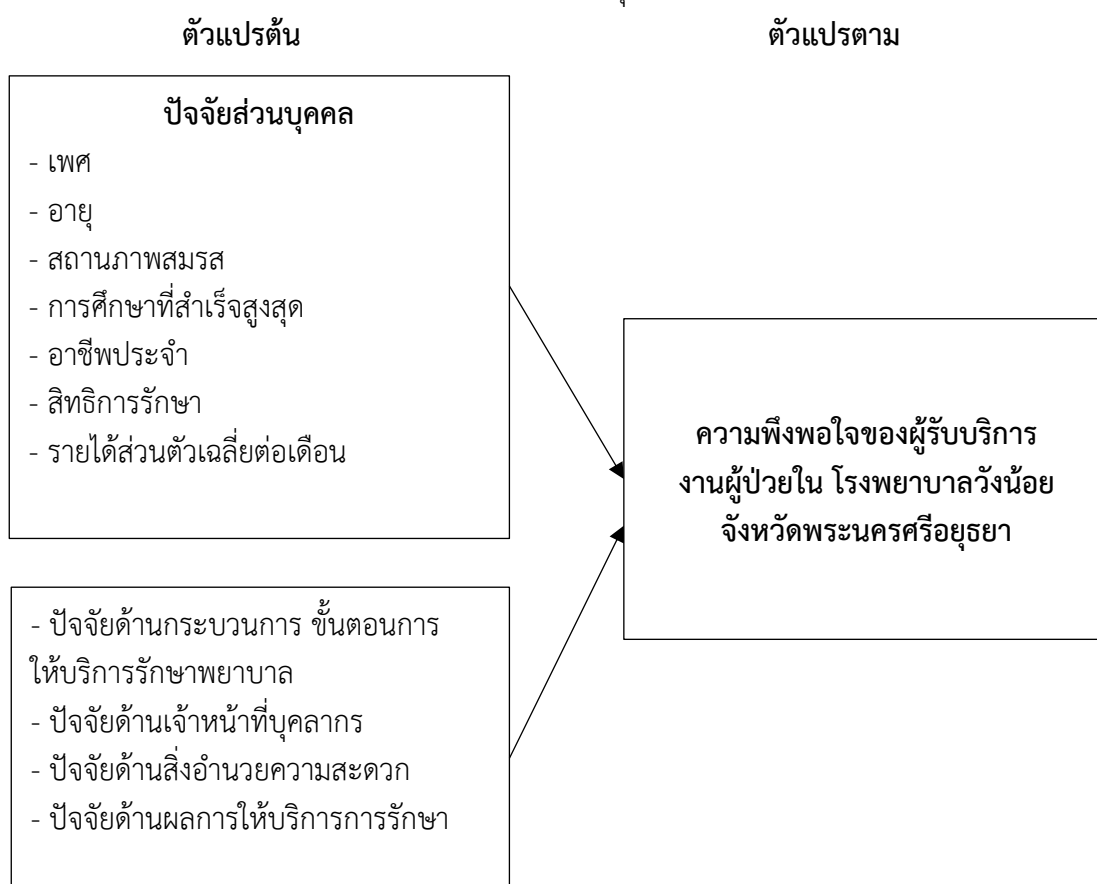 ตัวแปรต้น
ตัวแปรตาม
ปัจจัยส่วนบุคคล
- เพศ
- อายุ
- สถานภาพสมรส
- การศึกษาที่สำเร็จสูงสุด
- อาชีพประจำ
- สิทธิการรักษา
- รายได้ส่วนตัวเฉลี่ยต่อเดือน
ความพึงพอใจของผู้รับบริการ
งานผู้ป่วยใน โรงพยาบาลวังน้อย
จังหวัดพระนครศรีอยุธยา
- ปัจจัยด้านกระบวนการ ขั้นตอนการ
ให้บริการรักษาพยาบาล
- ปัจจัยด้านเจ้าหน้าที่บุคลากร
- ปัจจัยด้านสิ่งอำนวยความสะดวก
- ปัจจัยด้านผลการให้บริการการรักษา